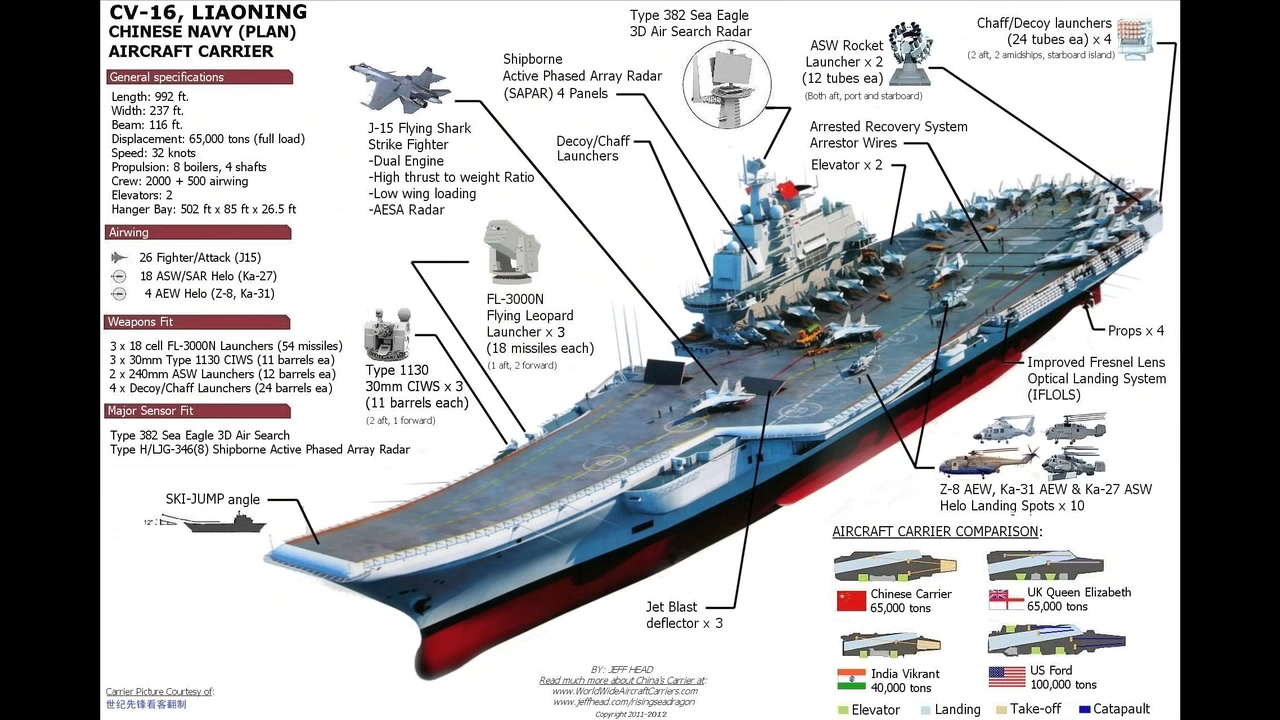 CV-16, LIAONING
CHINESE NAVY (PLAN)
AIRCRAFT CARRIER
General specifications
Length: 992 ft.
Width: 237 ft.
Beam: 116 ft.
Displacement: 65,000 tons (full load)
Speed: 32 knots
Propulsion: 8 boilers, 4 shafts
Crew: 2000 + 500 airwing
Elevators: 2
Hanger Bay: 502 ft x 85 ft x 26.5 ft
Airwing
26 Fighter/Attack (J15)
18 ASW/SAR Helo (Ka-27)
4 AEW Helo (Z-8, Ka-31)
Weapons Fit
3 x 18 cell FL-3000N Launchers (54 missiles)
3 x 30mm Type 1130 CIWS (11 barrels ea)
2 x 240mm ASW Launchers (12 barrels ea)
4 x Decoy/Chaff Launchers (24 barrels ea)
Major Sensor Fit
Type 382 Sea Eagle 3D Air Search
Type H/LJG-346(8) Shipborne Active Phased Array Radar
SKI-JUMP angle
12°
J-15 Flying Shark
Strike Fighter
-Dual Engine
-High thrust to weight Ratio
-Low wing loading
-AESA Radar
FL-3000N
Flying Leopard
Launcher x 3
(18 missiles each)
(1 aft, 2 forward)
Type 1130
30mm CIWS x 3
(11 barrels each)
(2 aft, 1 forward)
Shipborne
Active Phased Array Radar
(SAPAR) 4 Panels
Decoy/Chaff
Launchers
Type 382 Sea Eagle
3D Air Search Radar
ASW Rocket
Launcher x 2
(12 tubes ea)
(Both aft, port and starboard)
Chaff/Decoy launchers
(24 tubes ea) x 4
(2 aft, 2 amidships, starboard island)
Arrested Recovery System
Arrestor Wires
Elevator x 2
Props x 4
Improved Fresnel Lens
Optical Landing System
(IFLOLS)
Z-8 AEW, Ka-31 AEW & Ka-27 ASW
Helo Landing Spots x 10
Jet Blast
deflector x 3
AIRCRAFT CARRIER COMPARISON:
Chinese Carrier
65,000 tons
UK Queen Elizabeth
65,000 tons
India Vikrant
40,000 tons
US Ford
100,000 tons
Elevator
Landing
Take-off
Catapult
BY: JEFF HEAD
Read much more about China's Carrier at:
www.WorldWideAircraftCarriers.com
www.jeffhead.com/risingseadragon
Copyright 2011-2012
Carrier Picture Courtesy of:
世纪先锋看客翻制